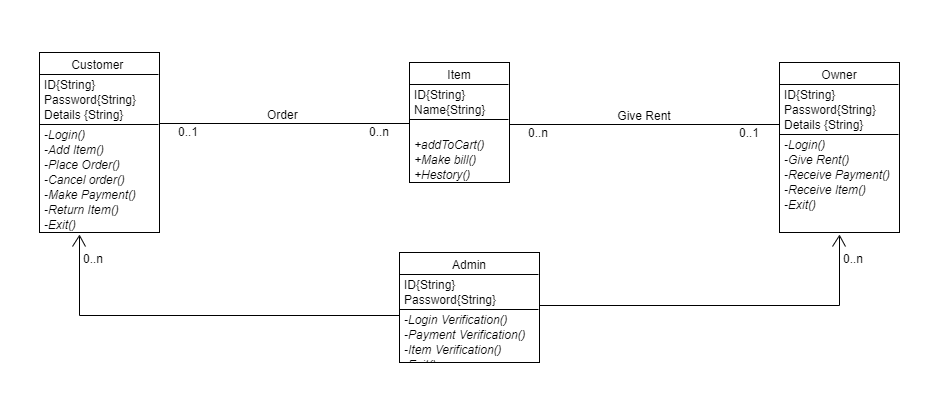 Customer
ID{String}
Password{String}
Details {String}
-Login()
-Add Item()
-Place Order()
-Cancel order()
-Make Payment()
-Return Item()
-Exit()
Order
0..1
0..n
Item
ID{String}
Name{String}
+addToCart()
+Make bill()
+Hestory()
Give Rent
0..n
0..1
Owner
ID{String}
Password{String}
Details {String}
-Login()
-Give Rent()
-Receive Payment()
-Receive Item()
-Exit()
0..n
0..n
Admin
ID{String}
Password{String}
-Login Verification()
-Payment Verification()
-Item Verification()